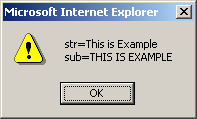 Microsoft Internet Explorer
str=This is Example
sub=THIS IS EXAMPLE
OK